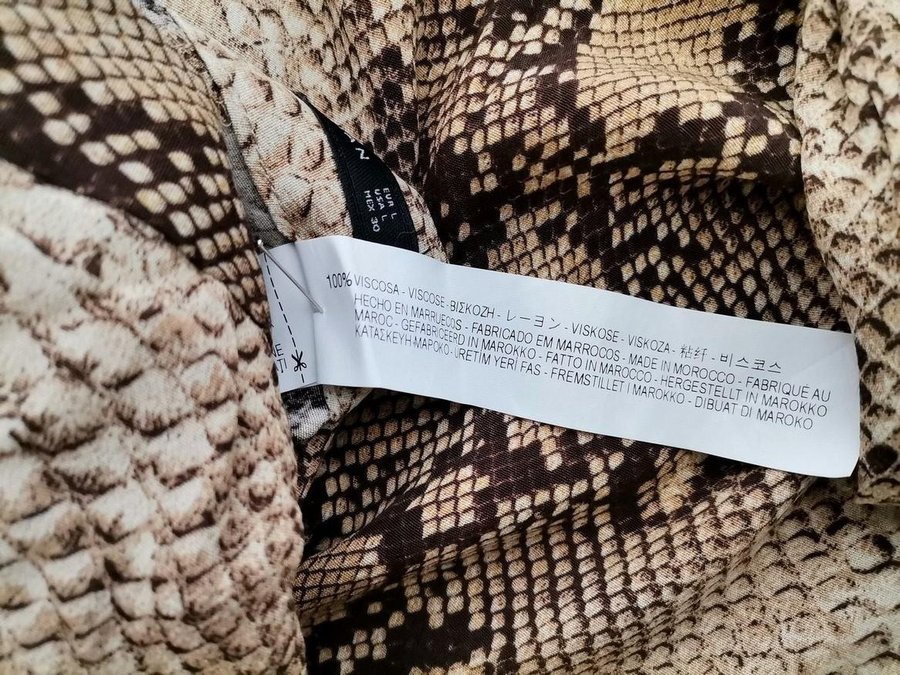 N
EUR L
USA L
MEX 30
100% VISCOSA - VISCOSE - ΒΙΣΚΟΖΗ - レーヨン - VISKOSE - VISKOZA - 粘纤 - 비스코스
HECHO EN MARRUECOS - FABRICADO EM MARROCOS - MADE IN MOROCCO - FABRIQUÉ AU
MAROC - GEFABRICEERD IN MAROKKO - FATTO IN MAROCCO - HERGESTELLT IN MAROKKO
ΚΑΤΑΣΚΕΥΗ-ΜΑΡΟΚΟ - ÜRETİM YERİ FAS - FREMSTILLET I MAROKKO - DIBUAT DI MAROKO